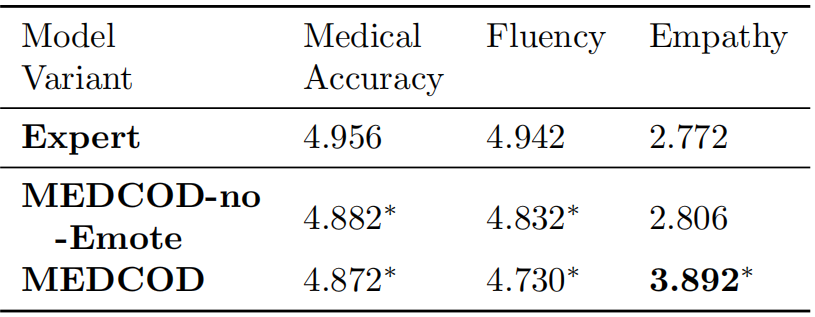 Model Medical Fluency Empathy
Variant Accuracy
Expert 4.956 4.942 2.772
MEDCOD-no
-Emote 4.882* 4.832* 2.806
MEDCOD 4.872* 4.730* 3.892*